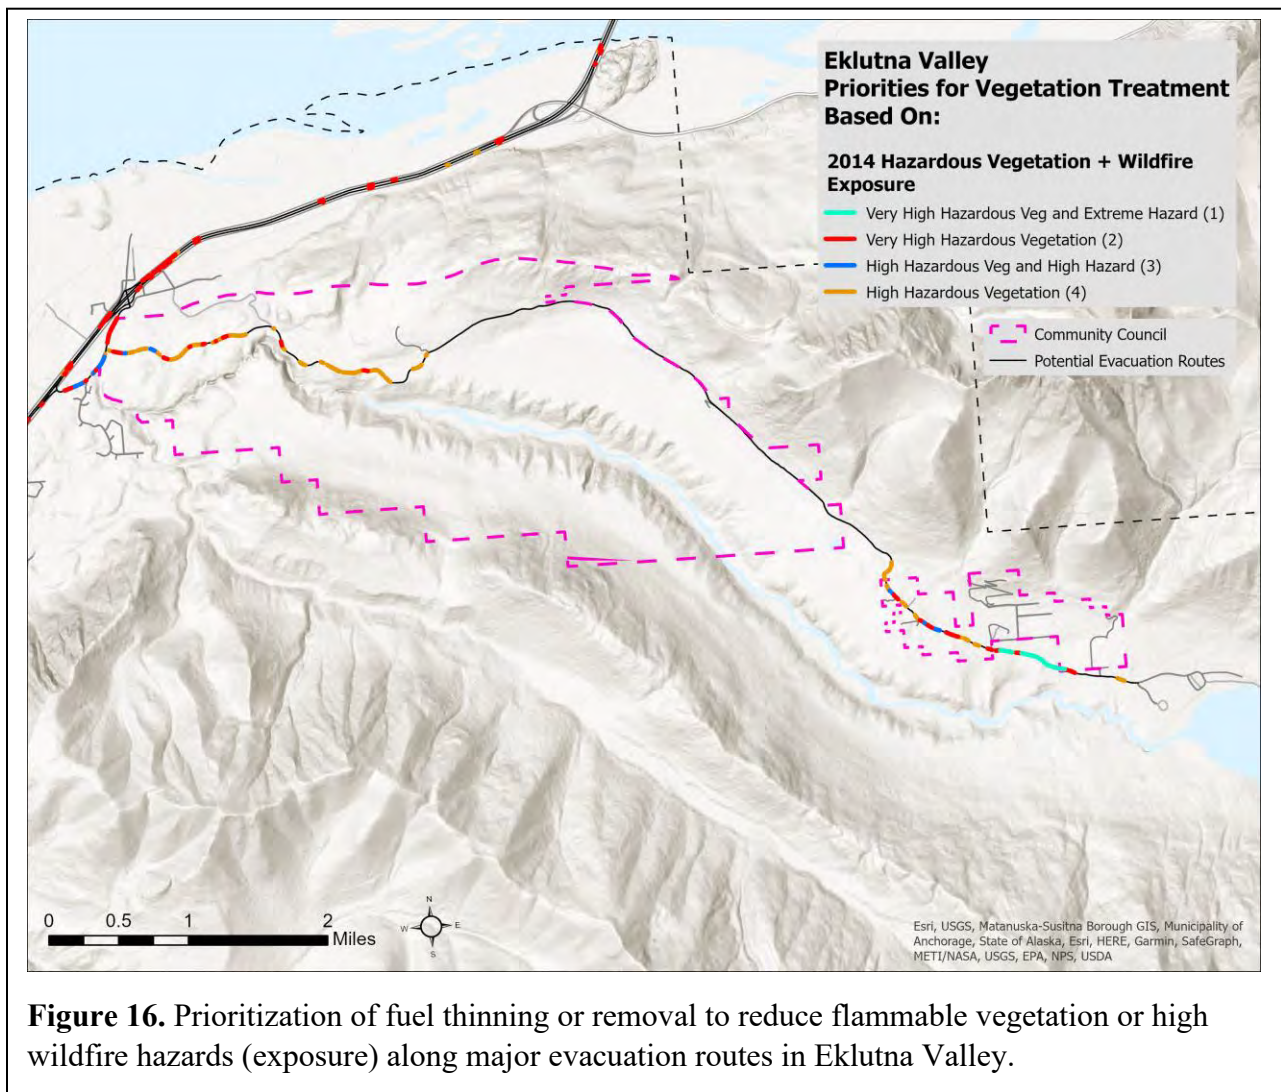 Eklutna Valley
Priorities for Vegetation Treatment
Based On:
2014 Hazardous Vegetation + Wildfire
Exposure
Very High Hazardous Veg and Extreme Hazard (1)
Very High Hazardous Vegetation (2)
High Hazardous Veg and High Hazard (3)
High Hazardous Vegetation (4)
Community Council
Potential Evacuation Routes
0 0.5 1 2
Miles
N
W E
S
Esri, USGS, Matanuska-Susitna Borough GIS, Municipality of
Anchorage, State of Alaska, Esri, HERE, Garmin, SafeGraph,
METI/NASA, USGS, EPA, NPS, USDA
Figure 16. Prioritization of fuel thinning or removal to reduce flammable vegetation or high
wildfire hazards (exposure) along major evacuation routes in Eklutna Valley.